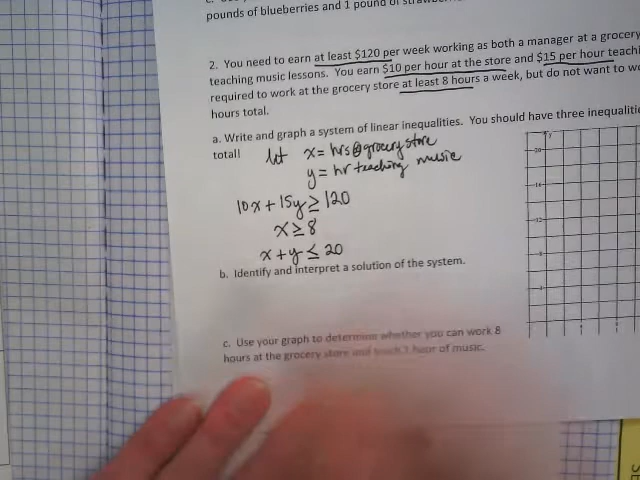 pounds of blueberries and 1 pound of
2. You need to earn at least $120 per week working as both a manager at a grocery
teaching music lessons. You earn $10 per hour at the store and $15 per hour
required to work at the grocery store at least 8 hours a week, but do not want to
hours total.
a. Write and graph a system of linear inequalities. You should have three
total!
let x = hrs @ grocery store
y = hr teaching music
10x + 15y ≥ 120
x ≥ 8
x + y ≤ 20
b. Identify and interpret a solution of the system.
c. Use your graph to determine whether you can work 8
hours at the grocery store and teach 1 hour of music.
y
20
16
12
8
4